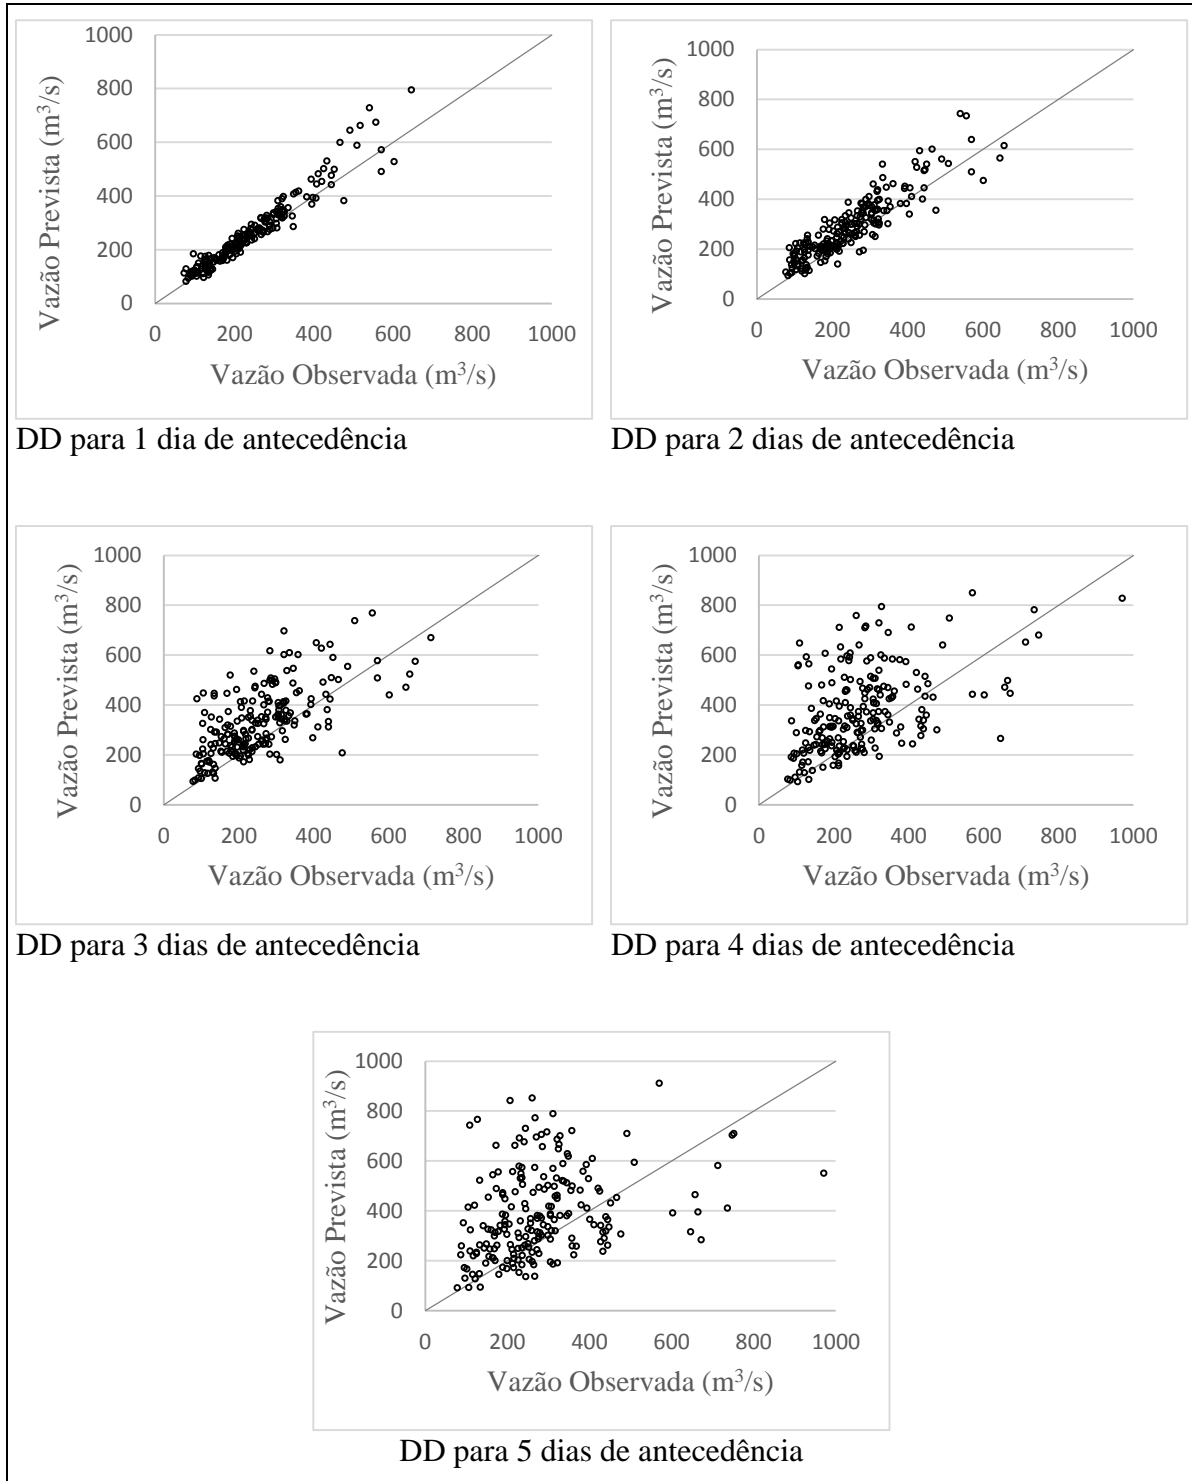 1000
800
600
400
200
0
0 200 400 600 800 1000
Vazão Prevista (m³/s)
Vazão Observada (m³/s)
DD para 1 dia de antecedência
1000
800
600
400
200
0
0 200 400 600 800 1000
Vazão Prevista (m³/s)
Vazão Observada (m³/s)
DD para 2 dias de antecedência
1000
800
600
400
200
0
0 200 400 600 800 1000
Vazão Prevista (m³/s)
Vazão Observada (m³/s)
DD para 3 dias de antecedência
1000
800
600
400
200
0
0 200 400 600 800 1000
Vazão Prevista (m³/s)
Vazão Observada (m³/s)
DD para 4 dias de antecedência
1000
800
600
400
200
0
0 200 400 600 800 1000
Vazão Prevista (m³/s)
Vazão Observada (m³/s)
DD para 5 dias de antecedência